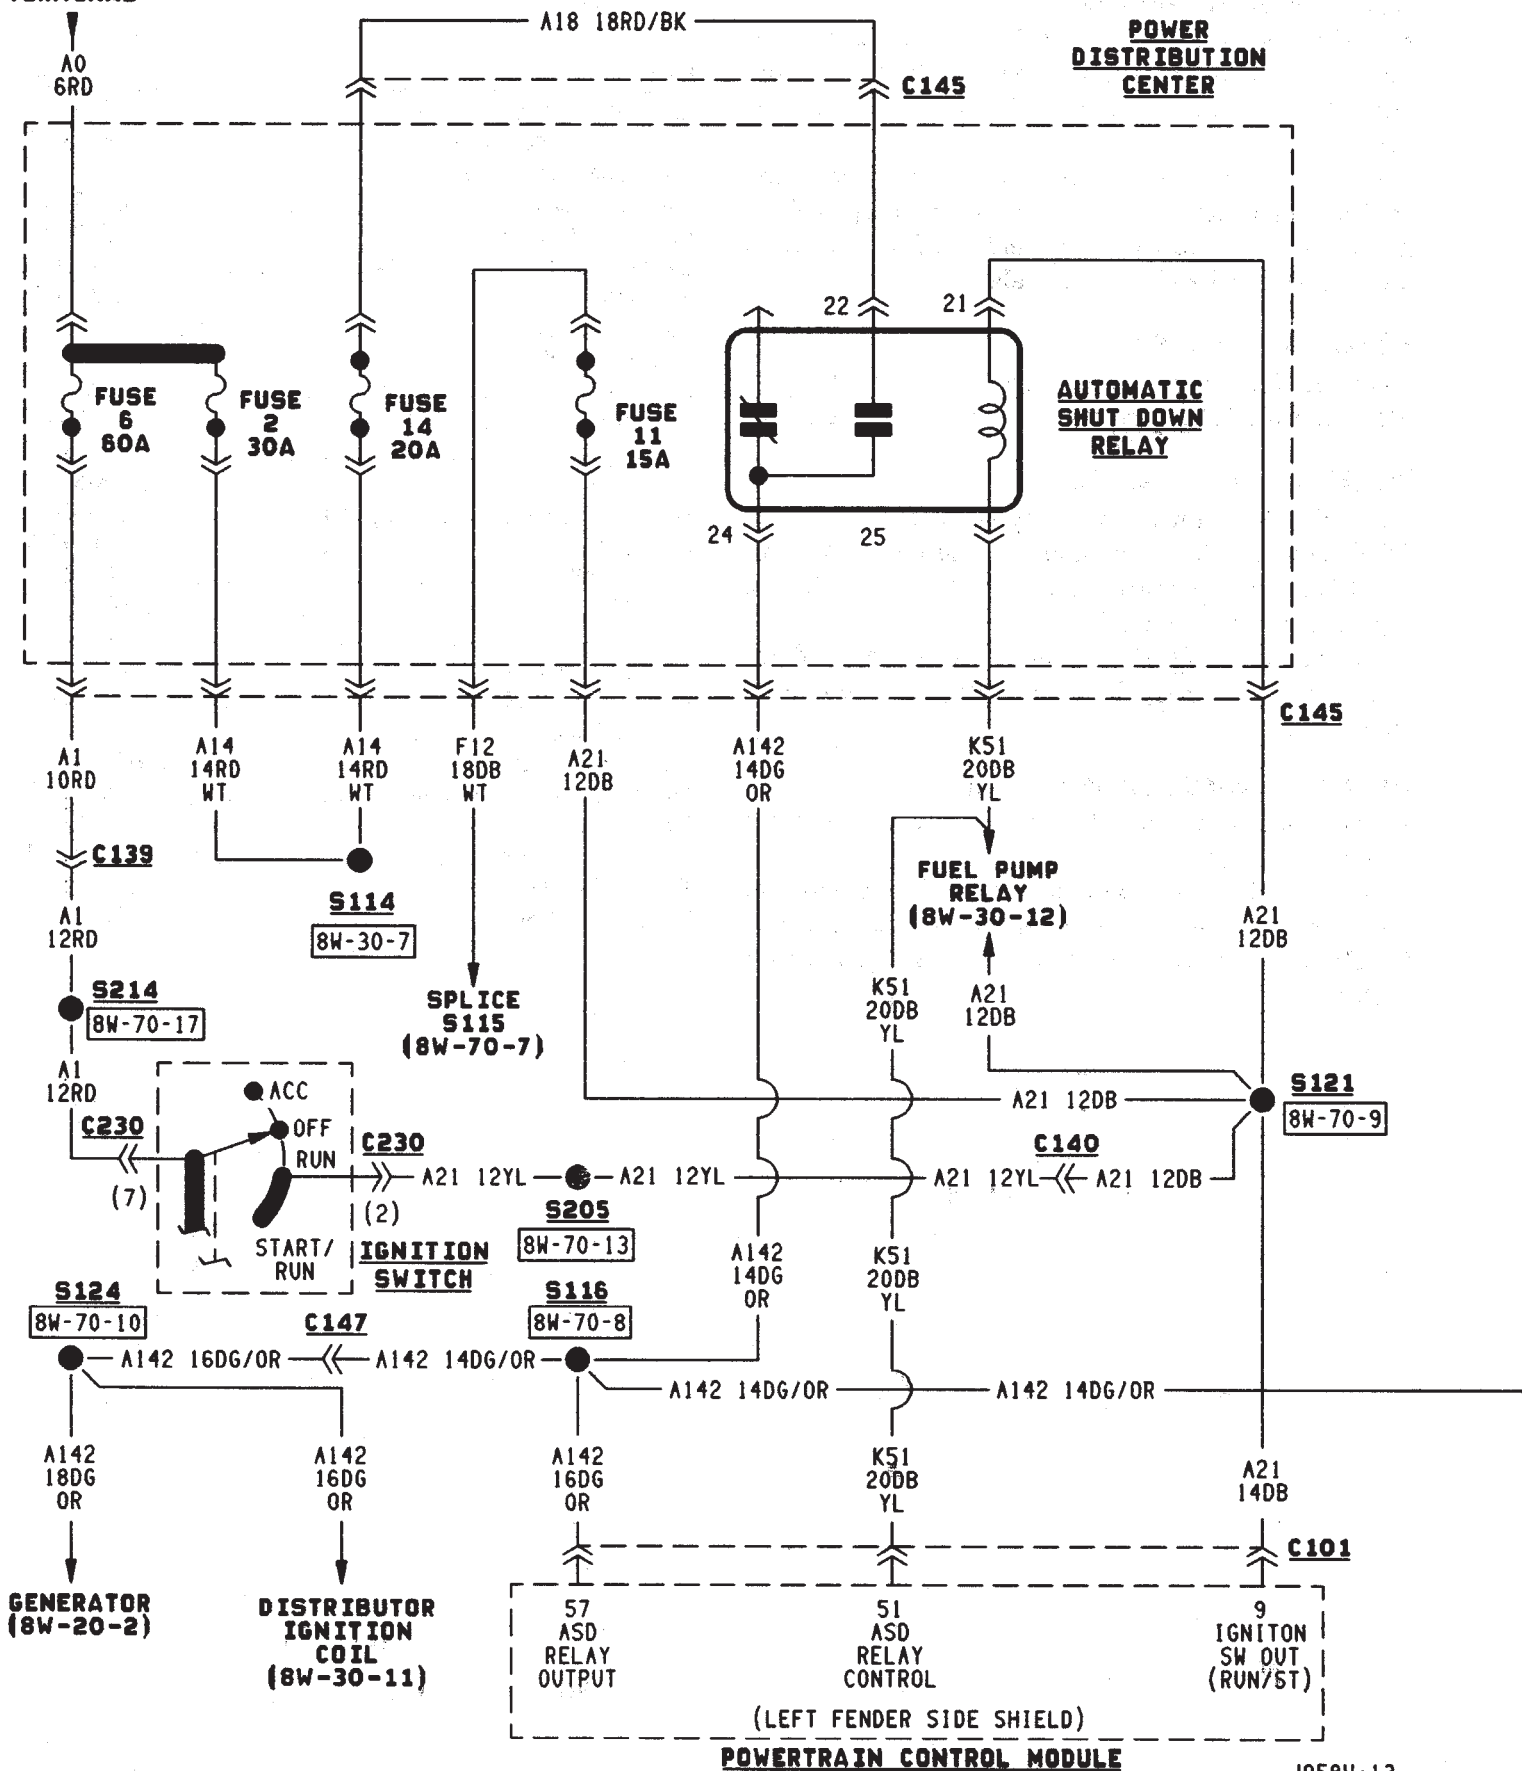 A18 18RD/BK
POWER
DISTRIBUTION
CENTER
A0
6RD
C145
22
21
FUSE
6
60A
FUSE
2
30A
FUSE
14
20A
FUSE
11
15A
AUTOMATIC
SHUT DOWN
RELAY
24
25
C145
A1
10RD
A14
14RD
WT
A14
14RD
WT
F12
18DB
WT
A21
12DB
A142
14DG
OR
K51
20DB
YL
C139
FUEL PUMP
RELAY
(8W-30-12)
S114
8W-30-7
A1
12RD
A21
12DB
S214
8W-70-17
SPLICE
S115
(8W-70-7)
K51
20DB
YL
A21
12DB
A1
12RD
ACC
OFF
RUN
START/
RUN
C230
(7)
C230
(2)
IGNITION
SWITCH
A21 12DB
S121
8W-70-9
C140
A21 12YL
A21 12YL
A21 12YL
A21 12DB
S205
8W-70-13
A142
14DG
OR
K51
20DB
YL
S124
8W-70-10
C147
S116
8W-70-8
A142 16DG/OR
A142 14DG/OR
A142 14DG/OR
A142 14DG/OR
A142
18DG
OR
A142
16DG
OR
A142
16DG
OR
K51
20DB
YL
A21
14DB
C101
GENERATOR
(8W-20-2)
DISTRIBUTOR
IGNITION
COIL
(8W-30-11)
57
ASD
RELAY
OUTPUT
51
ASD
RELAY
CONTROL
9
IGNITON
SW OUT
(RUN/ST)
(LEFT FENDER SIDE SHIELD)
POWERTRAIN CONTROL MODULE